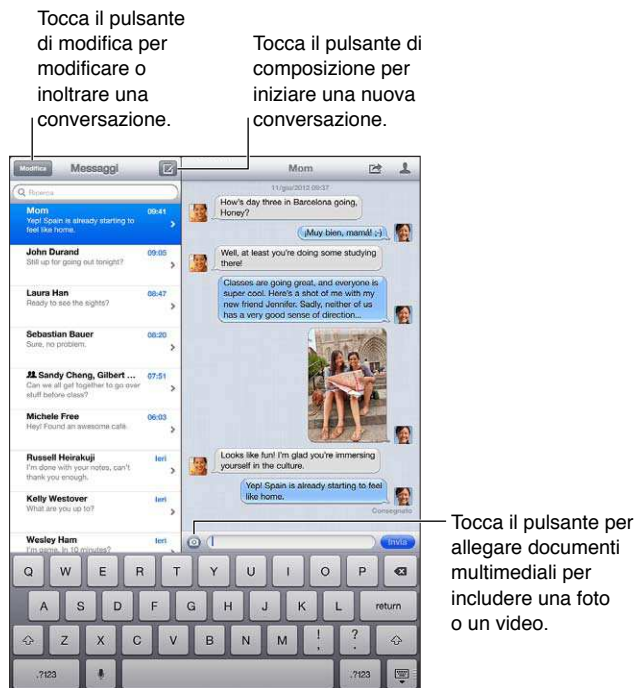 Tocca il pulsante
di modifica per
modificare o
inoltrare una
conversazione.
Tocca il pulsante di
composizione per
iniziare una nuova
conversazione.
Modifica
Messaggi
Mom
Ricerca
Mom
09:41
Yep! Spain is already starting to
feel like home.
John Durand
09:05
Still up for going out tonight?
Laura Han
08:47
Ready to see the sights?
Sebastian Bauer
08:20
Sure, no problem.
Sandy Cheng, Gilbert ...
07:51
Can we all get together to go over
stuff before class?
Michele Free
06:03
Hey! Found an awesome café.
Russell Heirakuji
Ieri
I'm done with your notes, can't
thank you enough.
Kelly Westover
Ieri
What are you up to?
Wesley Ham
Ieri
I'm game. In 10 minutes?
11/giu/2012 09:37
How's day three in Barcelona going,
Honey?
¡Muy bien, mamá! ;-)
Well, at least you're doing some studying
there!
Classes are going great, and everyone is
super cool. Here's a shot of me with my
new friend Jennifer. Sadly, neither of us
has a very good sense of direction...
Looks like fun! I'm glad you're immersing
yourself in the culture.
Yep! Spain is already starting to feel
like home.
Consegnato
Invia
Tocca il pulsante per
allegare documenti
multimediali per
includere una foto
o un video.
Q W E R T Y U I O P
A S D F G H J K L return
Z X C V B N M ! , ? .
.?123 .?123